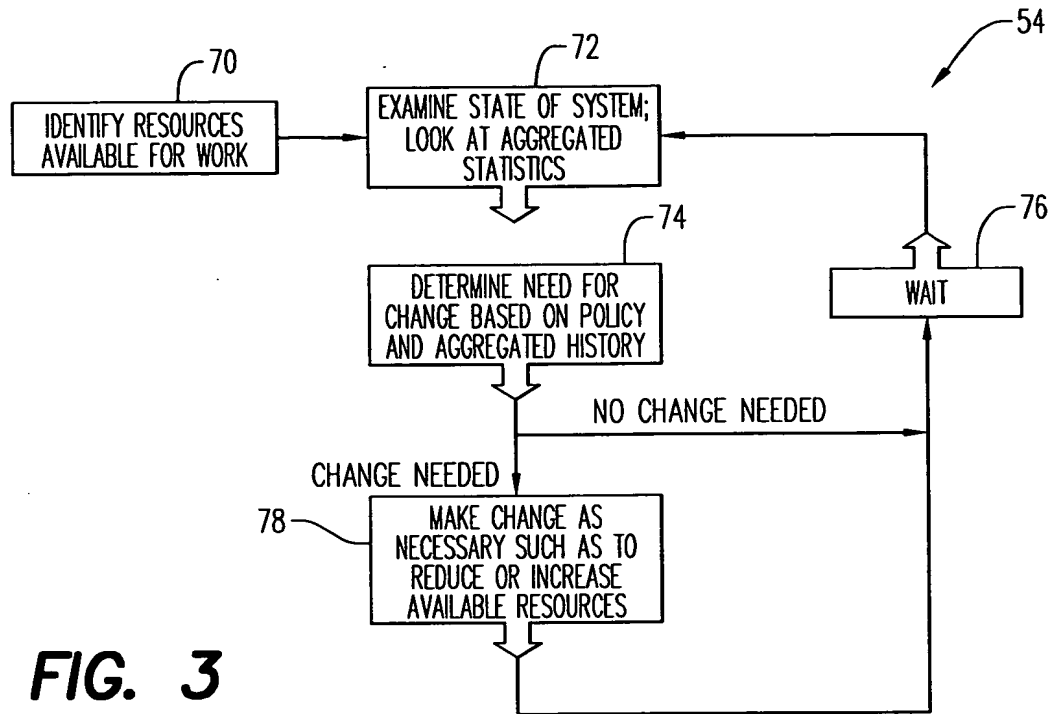 54
70
72
IDENTIFY RESOURCES
AVAILABLE FOR WORK
EXAMINE STATE OF SYSTEM;
LOOK AT AGGREGATED
STATISTICS
74
76
DETERMINE NEED FOR
CHANGE BASED ON POLICY
AND AGGREGATED HISTORY
WAIT
NO CHANGE NEEDED
CHANGE NEEDED
78
MAKE CHANGE AS
NECESSARY SUCH AS TO
REDUCE OR INCREASE
AVAILABLE RESOURCES
FIG. 3